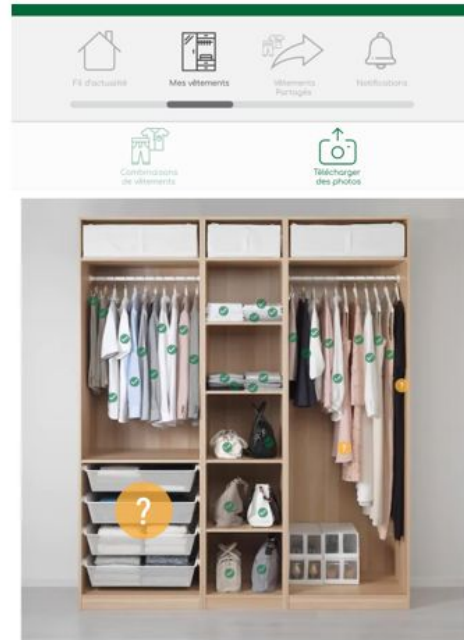 Fil d'actualité
Mes vêtements
Vêtements
Partagés
Notifications
Combinaisons
de vêtements
Télécharger
des photos
?
?
?